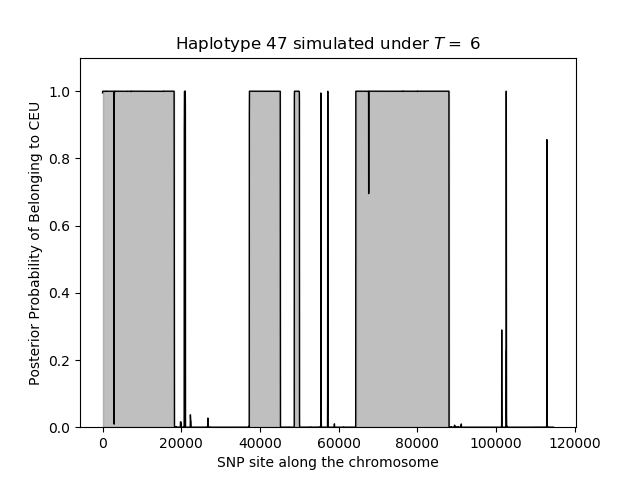 Haplotype 47 simulated under T = 6
Posterior Probability of Belonging to CEU
1.0
0.8
0.6
0.4
0.2
0.0
0 20000 40000 60000 80000 100000 120000
SNP site along the chromosome